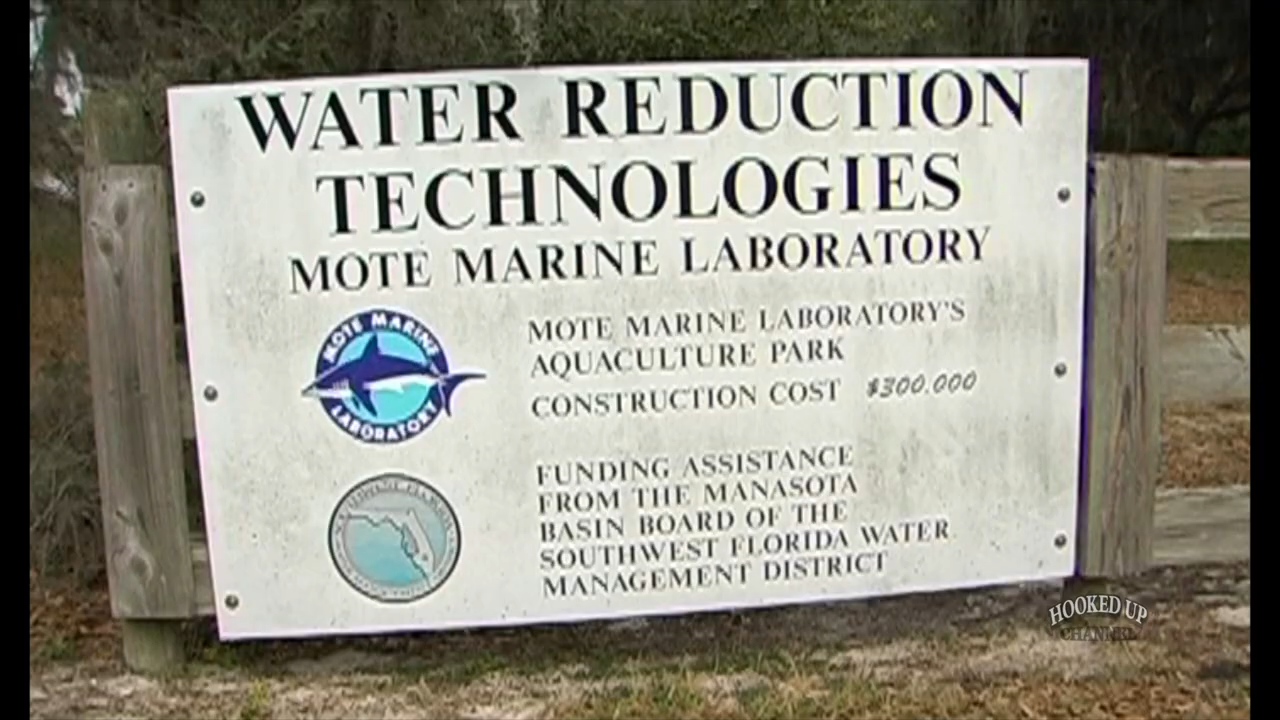 WATER REDUCTION
TECHNOLOGIES
MOTE MARINE LABORATORY
MOTE MARINE
LABORATORY
MOTE MARINE LABORATORY'S
AQUACULTURE PARK
CONSTRUCTION COST $300.000
FUNDING ASSISTANCE
FROM THE MANASOTA
BASIN BOARD OF THE
SOUTHWEST FLORIDA WATER
MANAGEMENT DISTRICT
HOOKED UP
CHANNEL